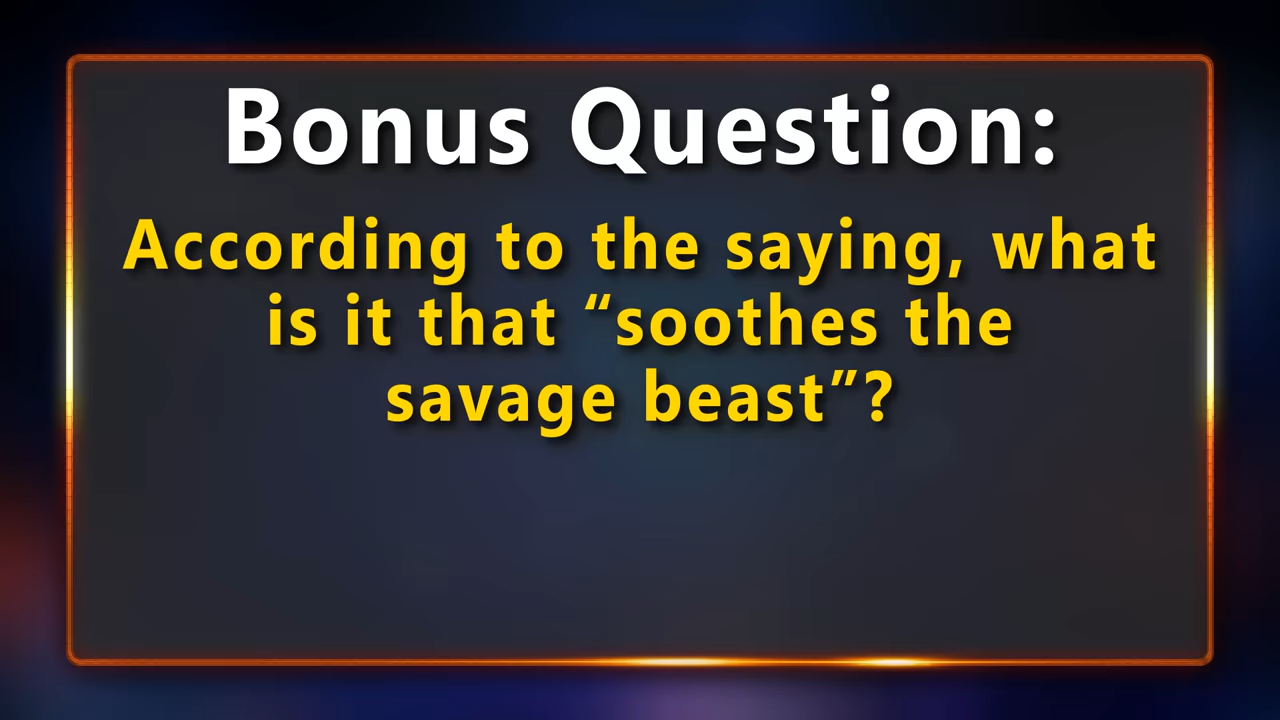 Bonus Question:
According to the saying, what
is it that “soothes the
savage beast”?